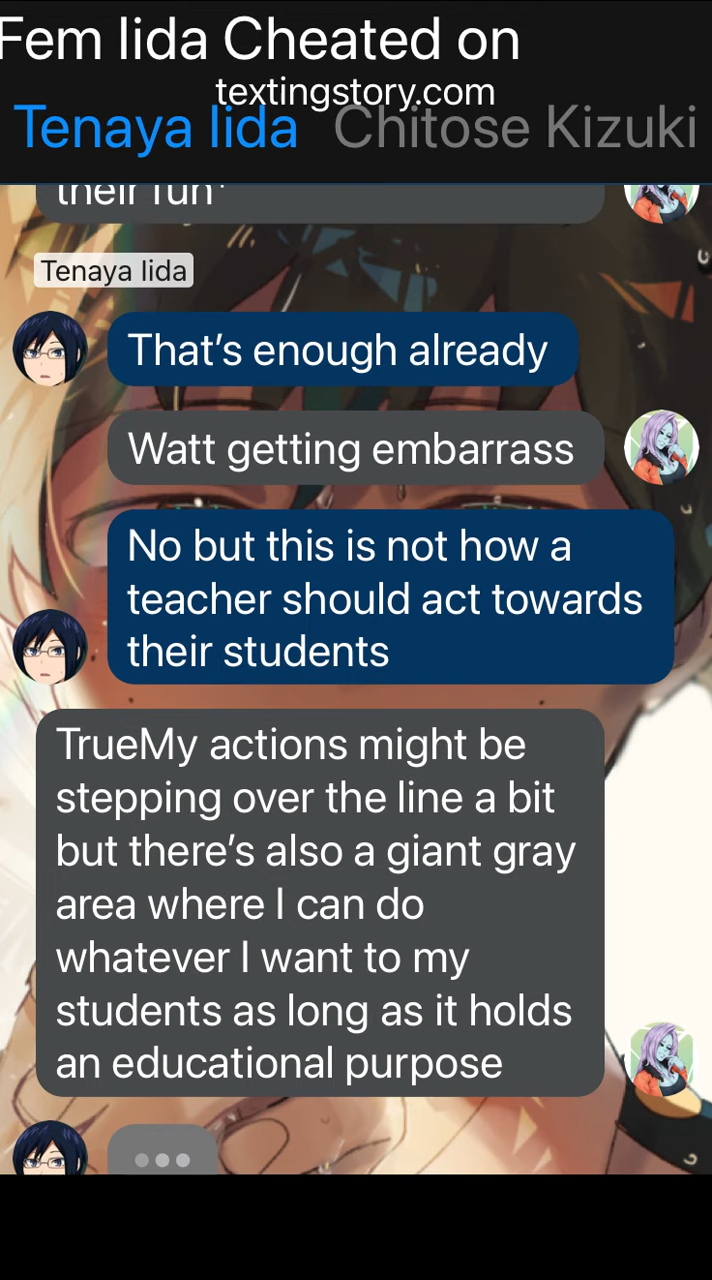 Fem Iida Cheated on
textingstory.com
Tenaya Iida Chitose Kizuki
their fun*
Tenaya Iida
That's enough already
Watt getting embarrass
No but this is not how a
teacher should act towards
their students
TrueMy actions might be
stepping over the line a bit
but there's also a giant gray
area where I can do
whatever I want to my
students as long as it holds
an educational purpose